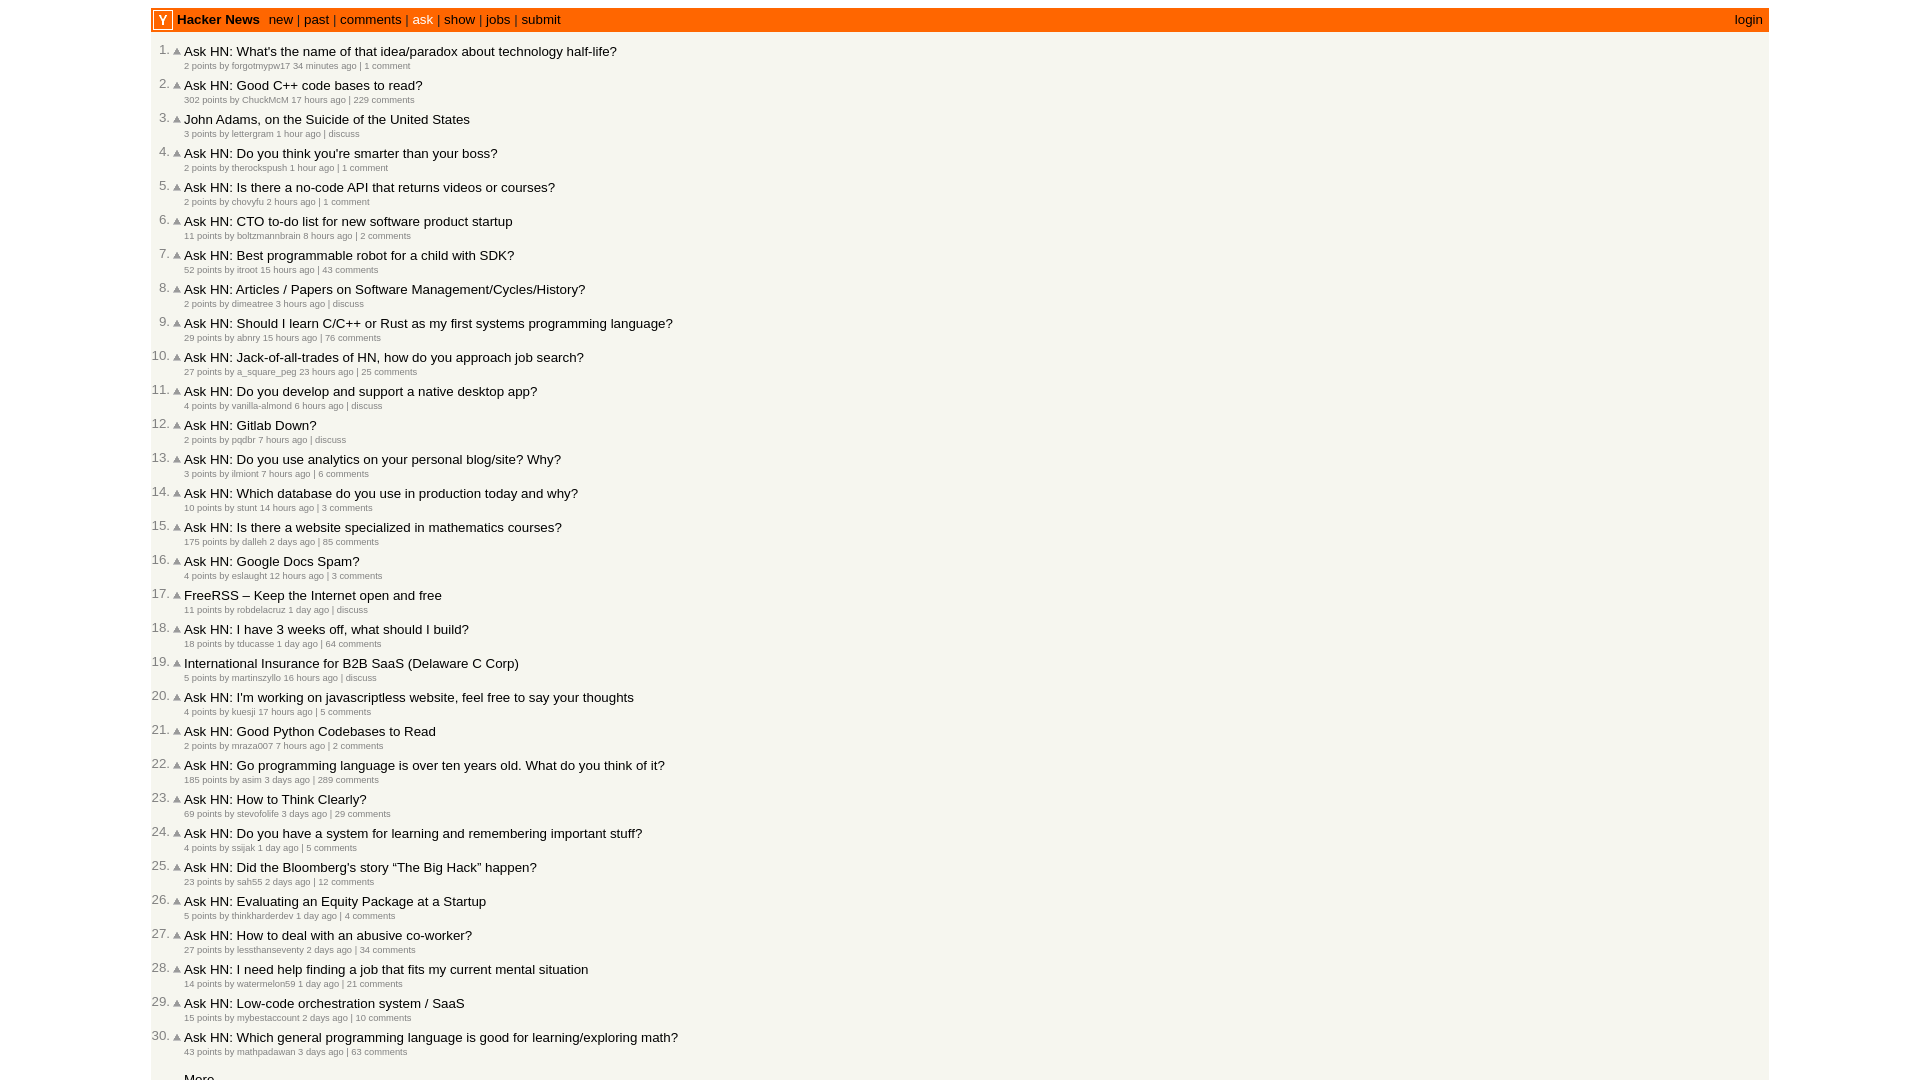 Y Hacker News new | past | comments | ask | show | jobs | submit login
1. Ask HN: What's the name of that idea/paradox about technology half-life?
2 points by forgotmypw17 34 minutes ago | 1 comment
2. Ask HN: Good C++ code bases to read?
302 points by ChuckMcM 17 hours ago | 229 comments
3. John Adams, on the Suicide of the United States
3 points by lettergram 1 hour ago | discuss
4. Ask HN: Do you think you're smarter than your boss?
2 points by therockspush 1 hour ago | 1 comment
5. Ask HN: Is there a no-code API that returns videos or courses?
2 points by chovyfu 2 hours ago | 1 comment
6. Ask HN: CTO to-do list for new software product startup
11 points by boltzmannbrain 8 hours ago | 2 comments
7. Ask HN: Best programmable robot for a child with SDK?
52 points by itroot 15 hours ago | 43 comments
8. Ask HN: Articles / Papers on Software Management/Cycles/History?
2 points by dimeatree 3 hours ago | discuss
9. Ask HN: Should I learn C/C++ or Rust as my first systems programming language?
29 points by abnry 15 hours ago | 76 comments
10. Ask HN: Jack-of-all-trades of HN, how do you approach job search?
27 points by a_square_peg 23 hours ago | 25 comments
11. Ask HN: Do you develop and support a native desktop app?
4 points by vanilla-almond 6 hours ago | discuss
12. Ask HN: Gitlab Down?
2 points by pqdbr 7 hours ago | discuss
13. Ask HN: Do you use analytics on your personal blog/site? Why?
3 points by ilmiont 7 hours ago | 6 comments
14. Ask HN: Which database do you use in production today and why?
10 points by stunt 14 hours ago | 3 comments
15. Ask HN: Is there a website specialized in mathematics courses?
175 points by dalleh 2 days ago | 85 comments
16. Ask HN: Google Docs Spam?
4 points by eslaught 12 hours ago | 3 comments
17. FreeRSS – Keep the Internet open and free
11 points by robdelacruz 1 day ago | discuss
18. Ask HN: I have 3 weeks off, what should I build?
18 points by tducasse 1 day ago | 64 comments
19. International Insurance for B2B SaaS (Delaware C Corp)
5 points by martinszyllo 16 hours ago | discuss
20. Ask HN: I'm working on javascriptless website, feel free to say your thoughts
4 points by kuesji 17 hours ago | 5 comments
21. Ask HN: Good Python Codebases to Read
2 points by mraza007 7 hours ago | 2 comments
22. Ask HN: Go programming language is over ten years old. What do you think of it?
185 points by asim 3 days ago | 289 comments
23. Ask HN: How to Think Clearly?
69 points by stevofolife 3 days ago | 29 comments
24. Ask HN: Do you have a system for learning and remembering important stuff?
4 points by ssijak 1 day ago | 5 comments
25. Ask HN: Did the Bloomberg's story “The Big Hack” happen?
23 points by sah55 2 days ago | 12 comments
26. Ask HN: Evaluating an Equity Package at a Startup
5 points by thinkharderdev 1 day ago | 4 comments
27. Ask HN: How to deal with an abusive co-worker?
27 points by lessthanseventy 2 days ago | 34 comments
28. Ask HN: I need help finding a job that fits my current mental situation
14 points by watermelon59 1 day ago | 21 comments
29. Ask HN: Low-code orchestration system / SaaS
15 points by mybestaccount 2 days ago | 10 comments
30. Ask HN: Which general programming language is good for learning/exploring math?
43 points by mathpadawan 3 days ago | 63 comments
More